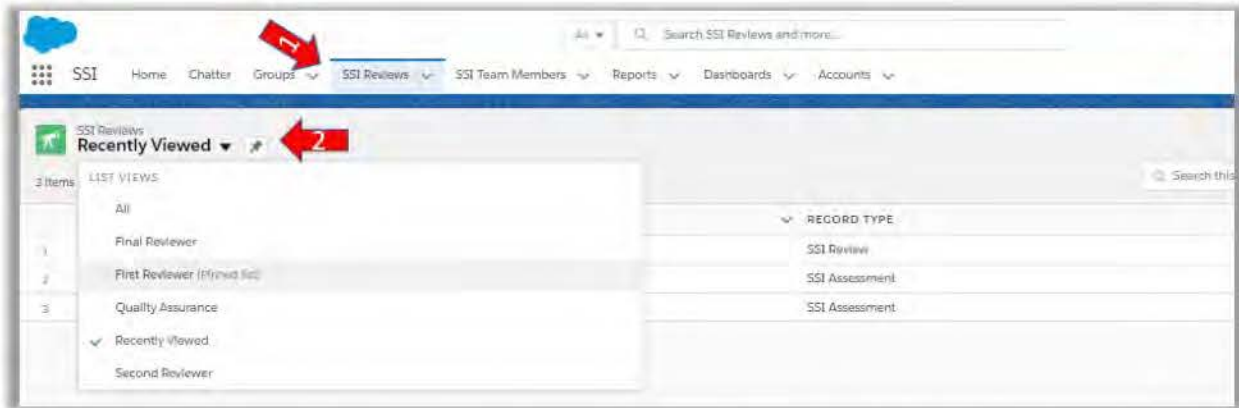 All
Search SSI Reviews and more...
1
SSI Home Chatter Groups SSI Reviews SSI Team Members Reports Dashboards Accounts
SSI Reviews
Recently Viewed
2
3 items
LIST VIEWS
Search this
All
RECORD TYPE
Final Reviewer
1 SSI Review
First Reviewer (Pinned list)
2 SSI Assessment
Quality Assurance
3 SSI Assessment
Recently Viewed
Second Reviewer